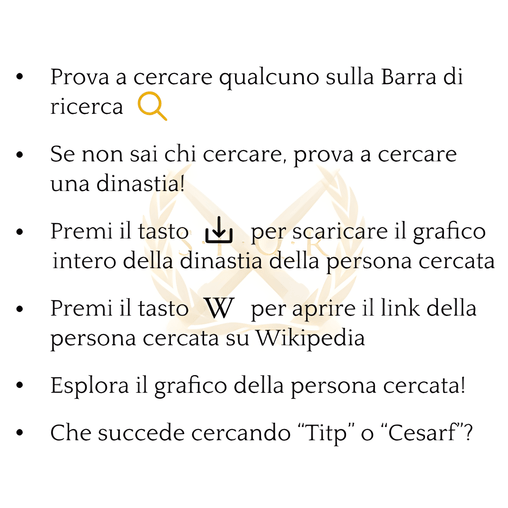 • Prova a cercare qualcuno sulla Barra di
ricerca
• Se non sai chi cercare, prova a cercare
una dinastia!
• Premi il tasto per scaricare il grafico
intero della dinastia della persona cercata
• Premi il tasto W per aprire il link della
persona cercata su Wikipedia
• Esplora il grafico della persona cercata!
• Che succede cercando “Titp” o “Cesarf”?